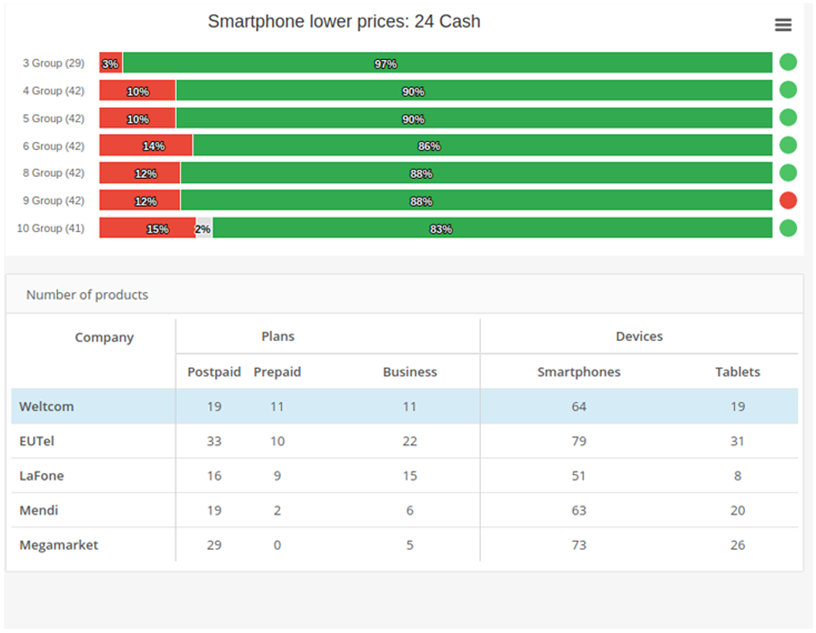 Smartphone lower prices: 24 Cash
3 Group (29) 3% 97%
4 Group (42) 10% 90%
5 Group (42) 10% 90%
6 Group (42) 14% 86%
8 Group (42) 12% 88%
9 Group (42) 12% 88%
10 Group (41) 15% 2% 83%
Number of products
Company Plans Devices
Postpaid Prepaid Business Smartphones Tablets
Weltcom 19 11 11 64 19
EUTel 33 10 22 79 31
LaFone 16 9 15 51 8
Mendi 19 2 6 63 20
Megamarket 29 0 5 73 26